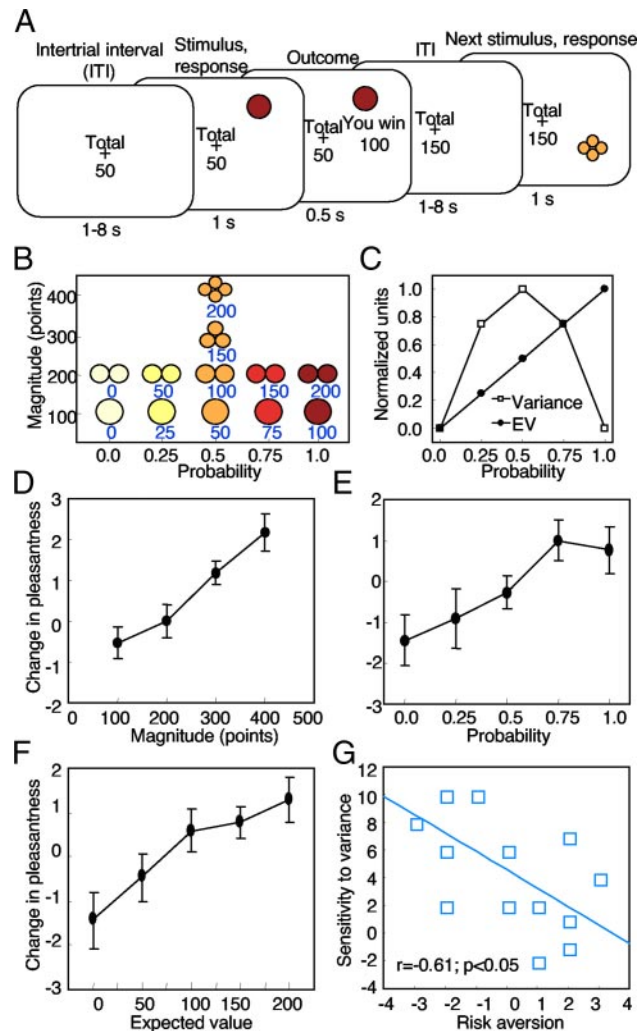 A
Intertrial interval
(ITI)
Stimulus,
response
Outcome
ITI
Next stimulus, response
Total
+
50
Total
+
50
Total
+
50
You win
100
Total
+
150
Total
+
150
1-8 s
1 s
0.5 s
1-8 s
1 s
B
Magnitude (points)
400
300
200
100
200
150
0 50 100 150 200
0 25 50 75 100
0.0 0.25 0.5 0.75 1.0
Probability
C
Normalized units
1.0
0.8
0.6
0.4
0.2
0.0
Variance
EV
0.0 0.25 0.5 0.75 1.0
Probability
D
Change in pleasantness
3
2
1
0
-1
-2
0 100 200 300 400 500
Magnitude (points)
E
2
1
0
-1
-2
-3
0.0 0.25 0.5 0.75 1.0
Probability
F
Change in pleasantness
2
1
0
-1
-2
-3
0 50 100 150 200
Expected value
G
Sensitivity to variance
12
10
8
6
4
2
0
-2
-4
r=-0.61; p<0.05
-4 -3 -2 -1 0 1 2 3 4
Risk aversion